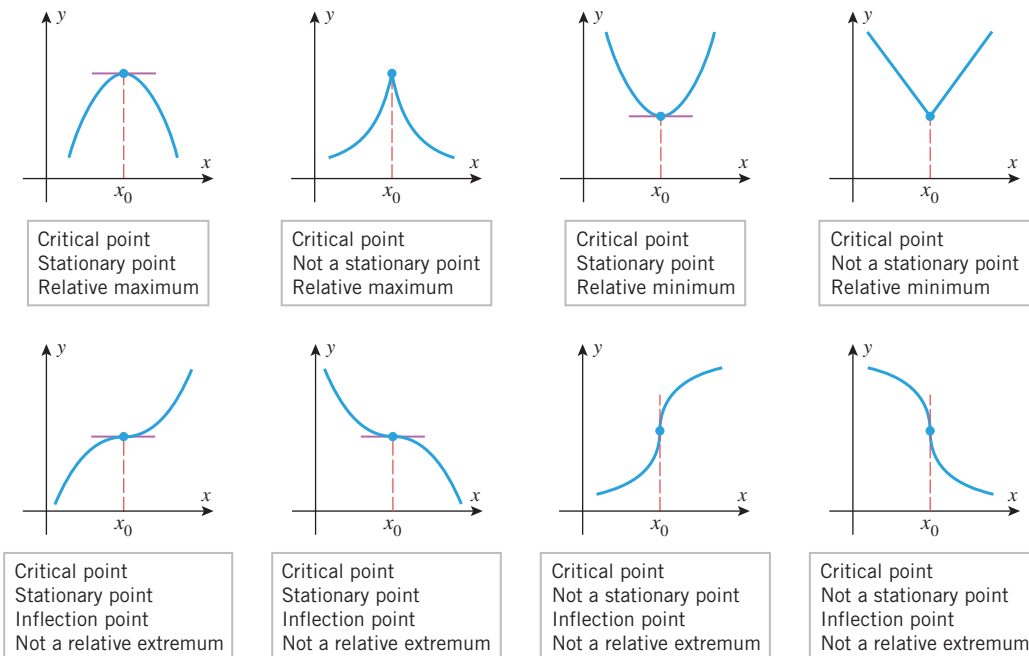 y
x
x₀
Critical point
Stationary point
Relative maximum
y
x
x₀
Critical point
Not a stationary point
Relative maximum
y
x
x₀
Critical point
Stationary point
Relative minimum
y
x
x₀
Critical point
Not a stationary point
Relative minimum
y
x
x₀
Critical point
Stationary point
Inflection point
Not a relative extremum
y
x
x₀
Critical point
Stationary point
Inflection point
Not a relative extremum
y
x
x₀
Critical point
Not a stationary point
Inflection point
Not a relative extremum
y
x
x₀
Critical point
Not a stationary point
Inflection point
Not a relative extremum